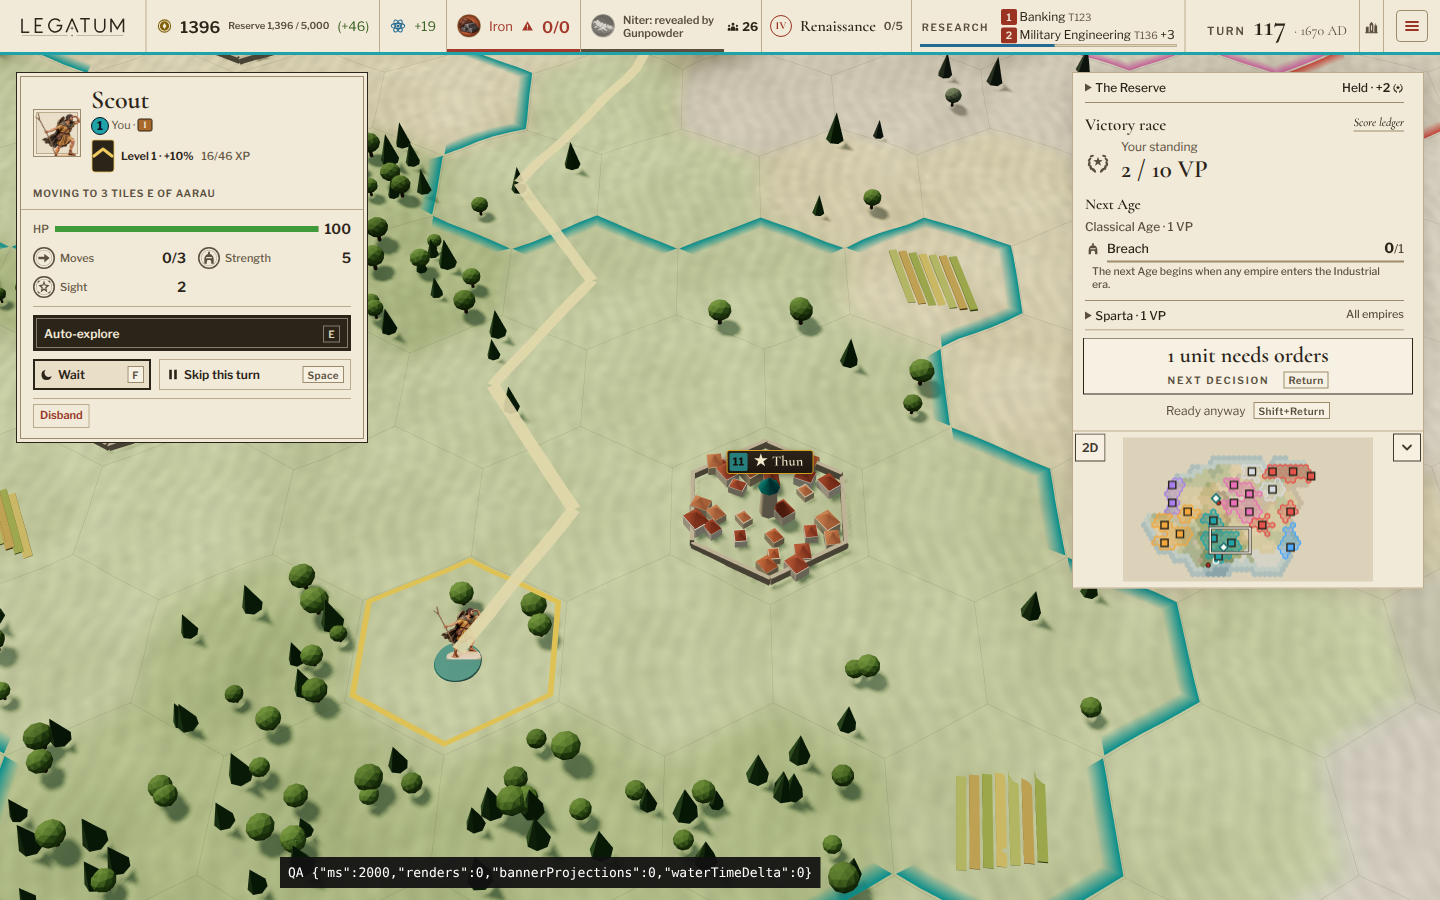 LEGATUM
1396 Reserve 1,396 / 5,000 (+46)
+19
Iron 0/0
Niter: revealed by
Gunpowder
26
IV Renaissance 0/5
RESEARCH
1 Banking T123
2 Military Engineering T136 +3
TURN 117 · 1670 AD
Scout
1 You · I
Level 1 · +10% 16/46 XP
MOVING TO 3 TILES E OF AARAU
HP 100
Moves 0/3 Strength 5
Sight 2
Auto-explore E
Wait F Skip this turn Space
Disband
The Reserve Held · +2
Victory race Score ledger
Your standing
2 / 10 VP
Next Age
Classical Age · 1 VP
Breach 0/1
The next Age begins when any empire enters the Industrial
era.
Sparta · 1 VP All empires
1 unit needs orders
NEXT DECISION Return
Ready anyway Shift+Return
2D
11 Thun
QA {"ms":2000,"renders":0,"bannerProjections":0,"waterTimeDelta":0}